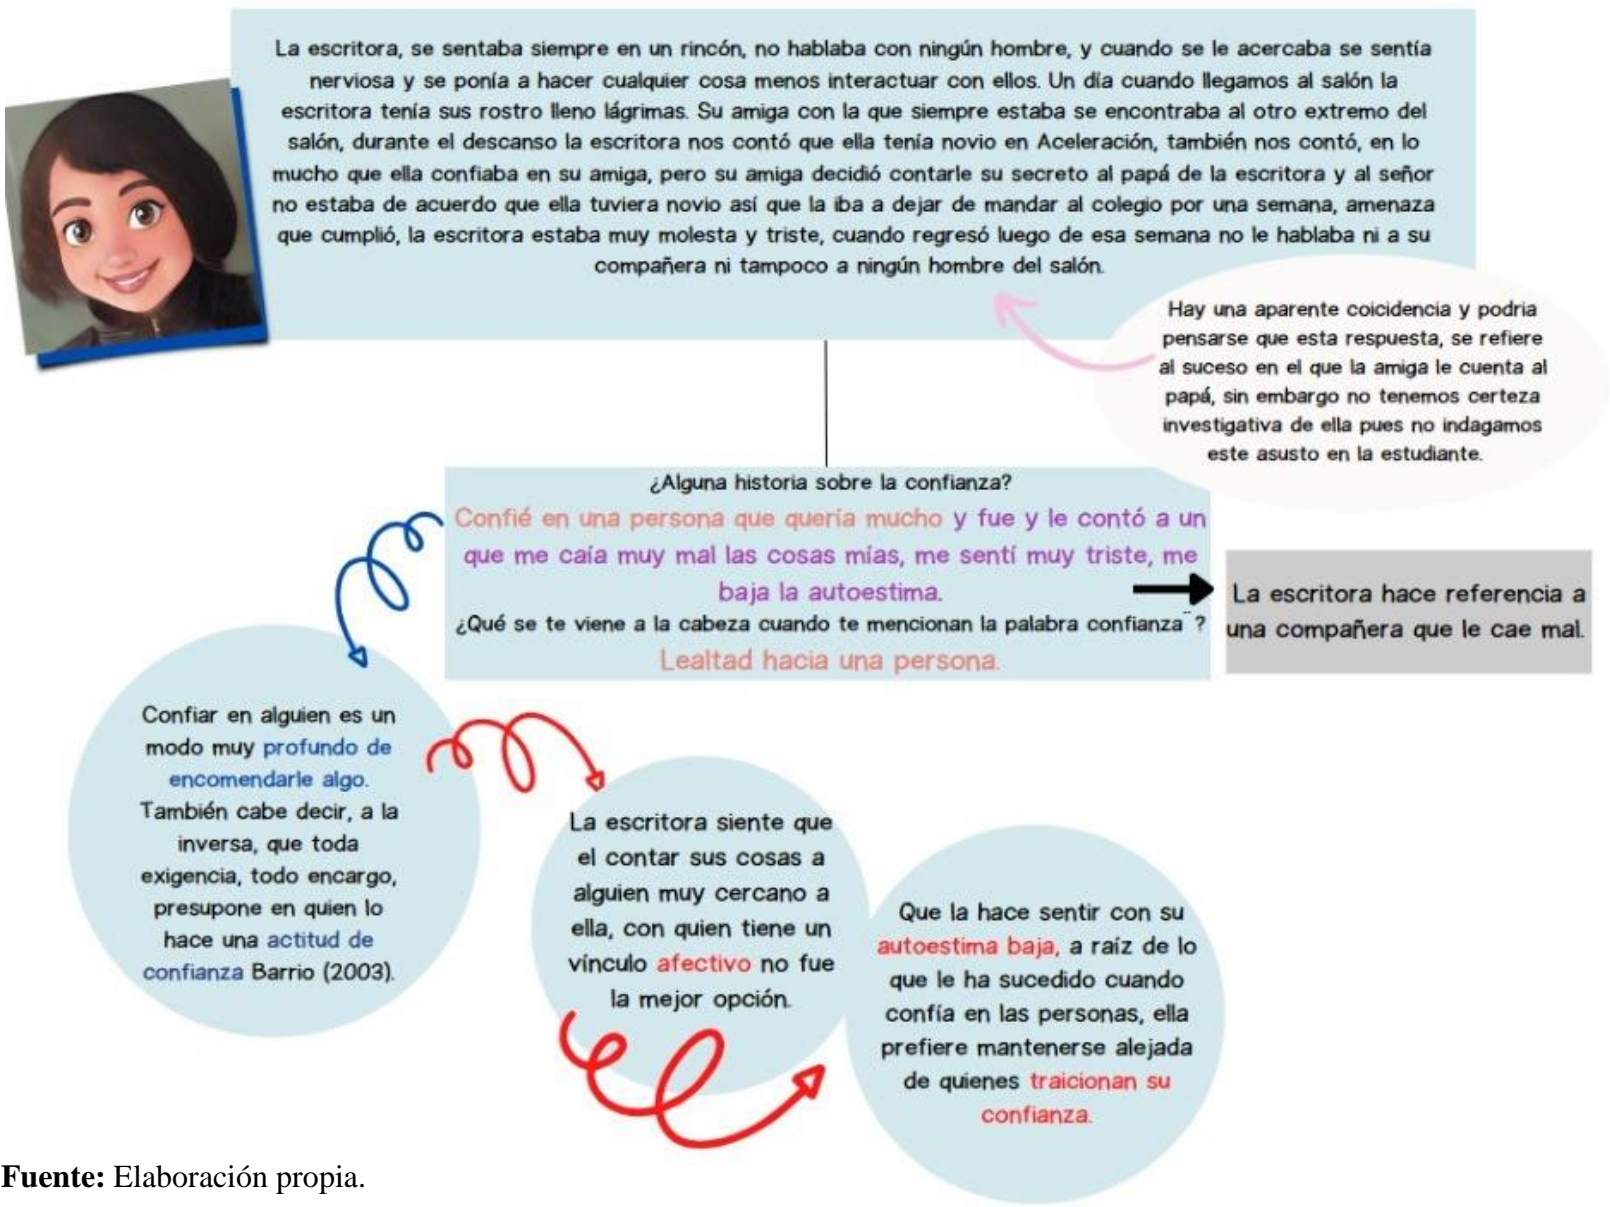 La escritora, se sentaba siempre en un rincón, no hablaba con ningún hombre, y cuando se le acercaba se sentía
nerviosa y se ponía a hacer cualquier cosa menos interactuar con ellos. Un día cuando llegamos al salón la
escritora tenía sus rostro lleno lágrimas. Su amiga con la que siempre estaba se encontraba al otro extremo del
salón, durante el descanso la escritora nos contó que ella tenía novio en Aceleración, también nos contó, en lo
mucho que ella confiaba en su amiga, pero su amiga decidió contarle su secreto al papá de la escritora y al señor
no estaba de acuerdo que ella tuviera novio así que la iba a dejar de mandar al colegio por una semana, amenaza
que cumplió, la escritora estaba muy molesta y triste, cuando regresó luego de esa semana no le hablaba ni a su
compañera ni tampoco a ningún hombre del salón.
Hay una aparente coicidencia y podria
pensarse que esta respuesta, se refiere
al suceso en el que la amiga le cuenta al
papá, sin embargo no tenemos certeza
investigativa de ella pues no indagamos
este asusto en la estudiante.
¿Alguna historia sobre la confianza?
Confié en una persona que quería mucho y fue y le contó a un
que me caía muy mal las cosas mías, me sentí muy triste, me
baja la autoestima.
¿Qué se te viene a la cabeza cuando te mencionan la palabra confianza¨?
Lealtad hacia una persona.
La escritora hace referencia a
una compañera que le cae mal.
Confiar en alguien es un
modo muy profundo de
encomendarle algo.
También cabe decir, a la
inversa, que toda
exigencia, todo encargo,
presupone en quien lo
hace una actitud de
confianza Barrio (2003).
La escritora siente que
el contar sus cosas a
alguien muy cercano a
ella, con quien tiene un
vínculo afectivo no fue
la mejor opción.
Que la hace sentir con su
autoestima baja, a raíz de lo
que le ha sucedido cuando
confía en las personas, ella
prefiere mantenerse alejada
de quienes traicionan su
confianza.
Fuente: Elaboración propia.